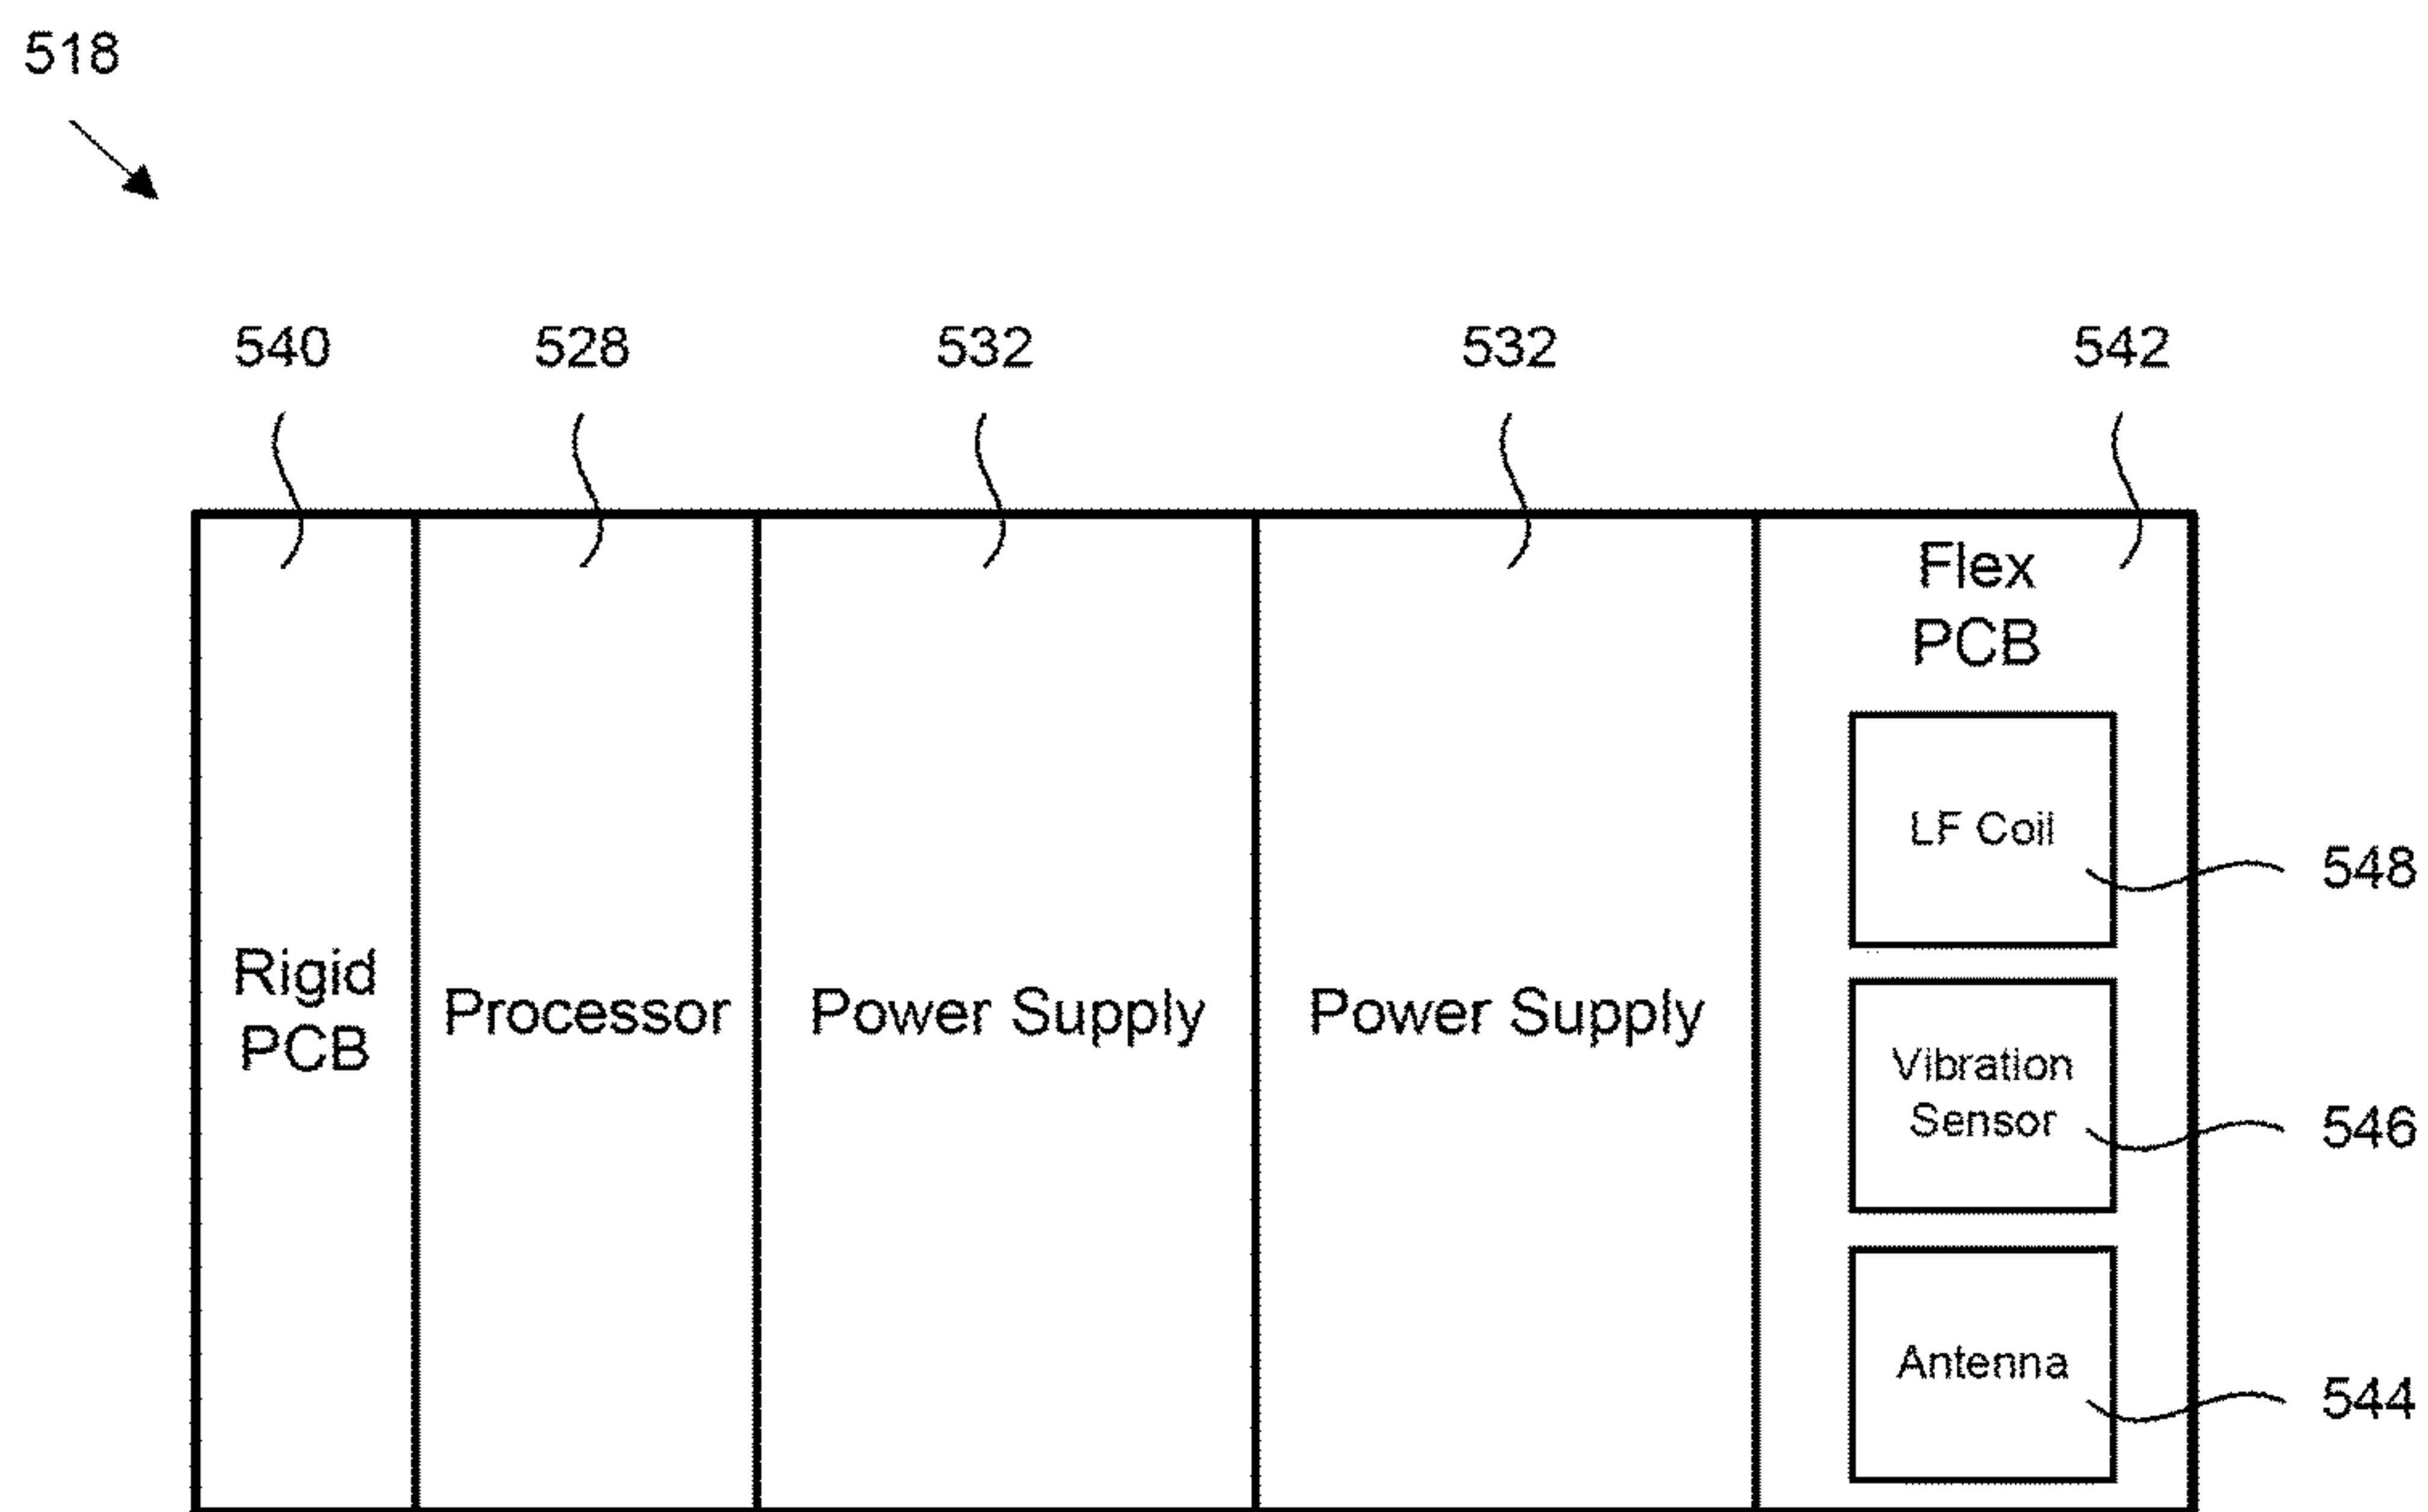 518
540 528 532 532 542
Flex
PCB
LF Coil
548
Rigid
PCB
Processor
Power Supply
Power Supply
Vibration
Sensor
546
Antenna
544